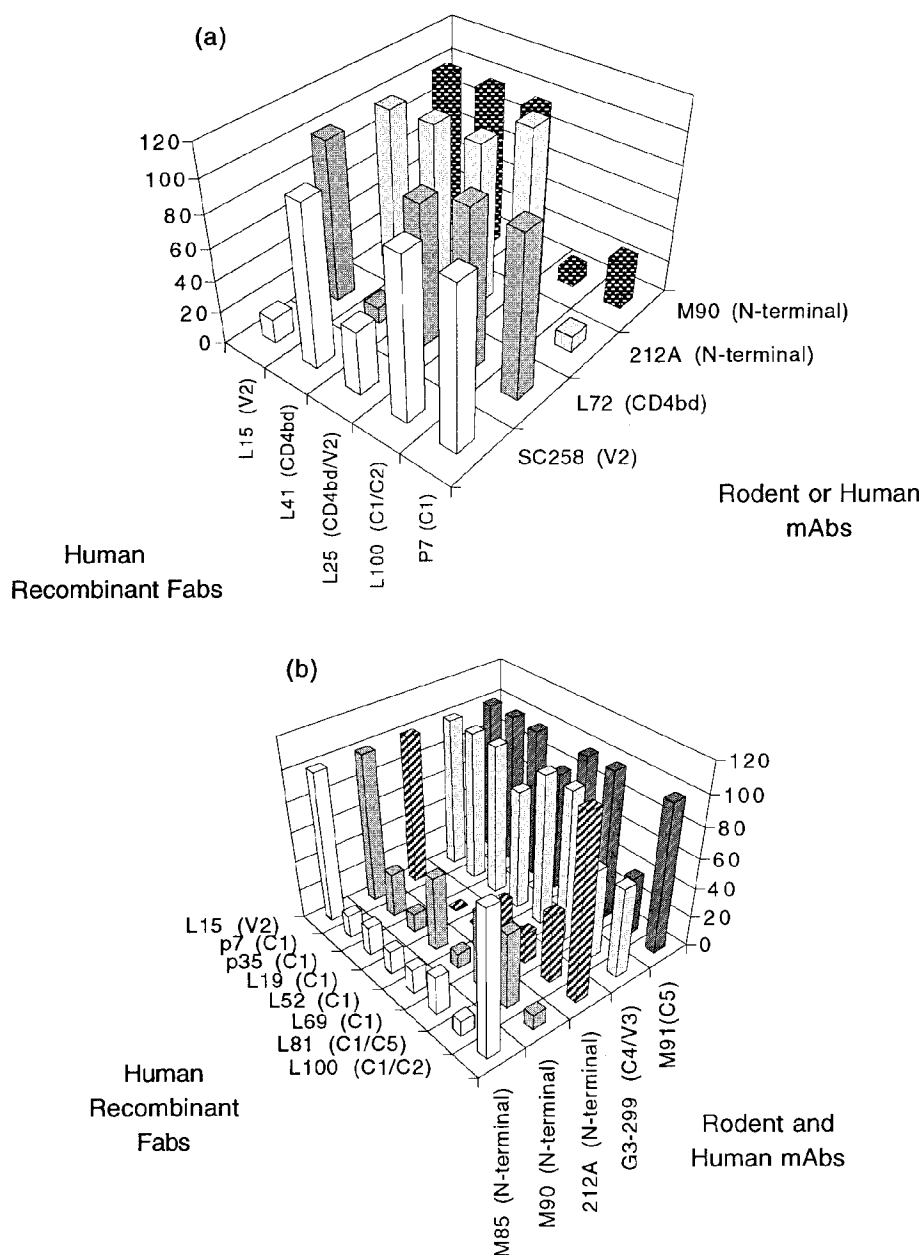 (a)
120
100
80
60
40
20
0
L15 (V2)
L41 (CD4bd)
L25 (CD4bd/V2)
L100 (C1/C2)
P7 (C1)
M90 (N-terminal)
212A (N-terminal)
L72 (CD4bd)
SC258 (V2)
Human
Recombinant Fabs
Rodent or Human
mAbs
(b)
120
100
80
60
40
20
0
L15 (V2)
p7 (C1)
p35 (C1)
L19 (C1)
L52 (C1)
L69 (C1)
L81 (C1/C5)
L100 (C1/C2)
M85 (N-terminal)
M90 (N-terminal)
212A (N-terminal)
G3-299 (C4/V3)
M91(C5)
Human
Recombinant
Fabs
Rodent and
Human mAbs